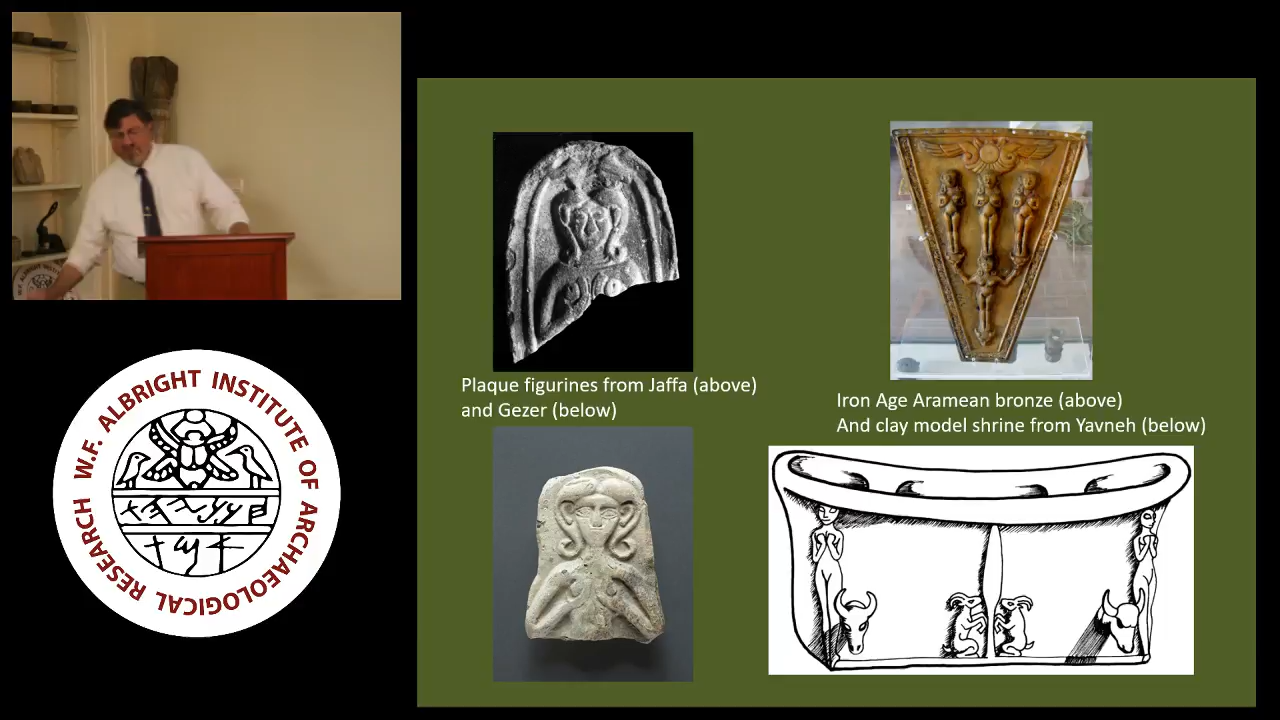 Plaque figurines from Jaffa (above)
and Gezer (below)
Iron Age Aramean bronze (above)
And clay model shrine from Yavneh (below)
W.F. ALBRIGHT INSTITUTE OF ARCHAEOLOGICAL RESEARCH